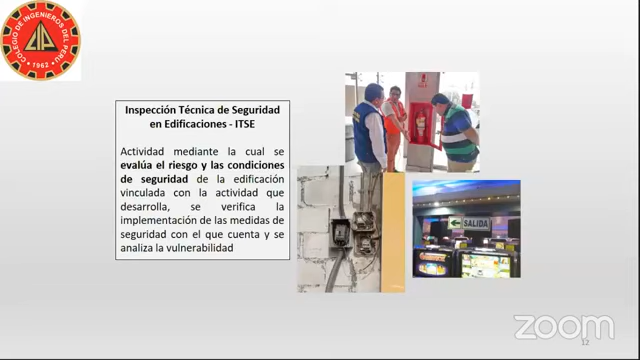 COLEGIO DE INGENIEROS DEL PERU
CIP
• 1962 •
Inspección Técnica de Seguridad
en Edificaciones - ITSE
Actividad mediante la cual se
evalúa el riesgo y las condiciones
de seguridad de la edificación
vinculada con la actividad que
desarrolla, se verifica la
implementación de las medidas de
seguridad con el que cuenta y se
analiza la vulnerabilidad
SALIDA
zoom
12